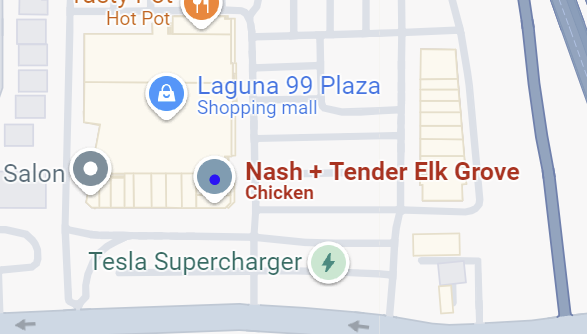 Hot Pot
Laguna 99 Plaza
Shopping mall
Salon
Nash + Tender Elk Grove
Chicken
Tesla Supercharger